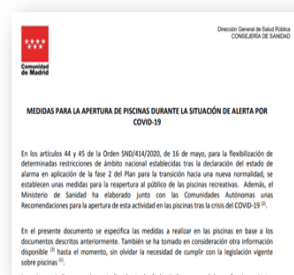 Dirección General de Salud Pública
CONSEJERÍA DE SANIDAD
Comunidad
de Madrid
MEDIDAS PARA LA APERTURA DE PISCINAS DURANTE LA SITUACIÓN DE ALERTA POR
COVID-19
En los artículos 44 y 45 de la Orden SND/414/2020, de 16 de mayo, para la flexibilización de
determinadas restricciones de ámbito nacional establecidas tras la declaración del estado de
alarma en aplicación de la fase 2 del Plan para la transición hacia una nueva normalidad, se
establecen unas medidas para la reapertura al público de las piscinas recreativas. Además, el
Ministerio de Sanidad ha elaborado junto con las Comunidades Autónomas unas
Recomendaciones para la apertura de esta actividad en las piscinas tras la crisis del COVID-19
En el presente documento se especifica las medidas a realizar en las piscinas en base a los
documentos descritos anteriormente. También se ha tomado en consideración otra información
disponible hasta el momento, sin olvidar la necesidad de cumplir con la legislación vigente
sobre piscinas